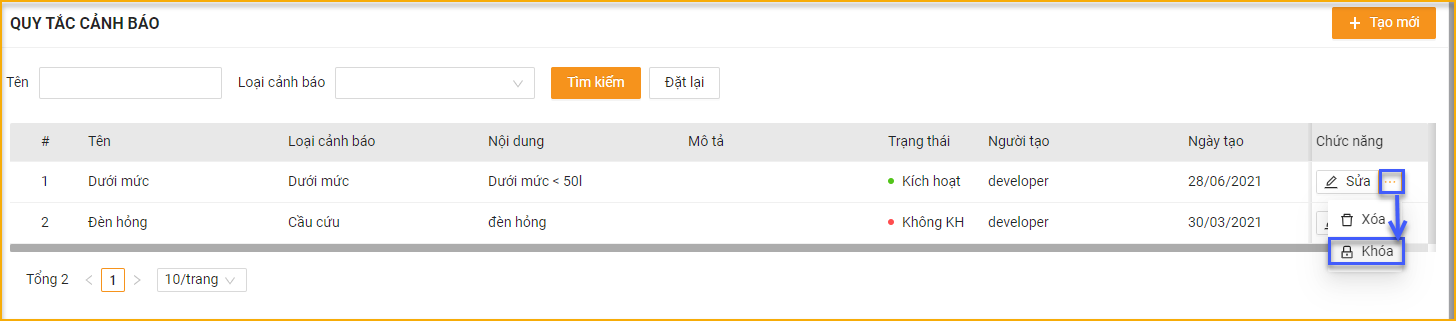 QUY TẮC CẢNH BÁO
+ Tạo mới
Tên Loại cảnh báo Tìm kiếm Đặt lại
# Tên Loại cảnh báo Nội dung Mô tả Trạng thái Người tạo Ngày tạo Chức năng
1 Dưới mức Dưới mức Dưới mức < 50l Kích hoạt developer 28/06/2021 Sửa ...
2 Đèn hỏng Cầu cứu đèn hỏng Không KH developer 30/03/2021
Xóa
Khóa
Tổng 2 < 1 > 10/trang